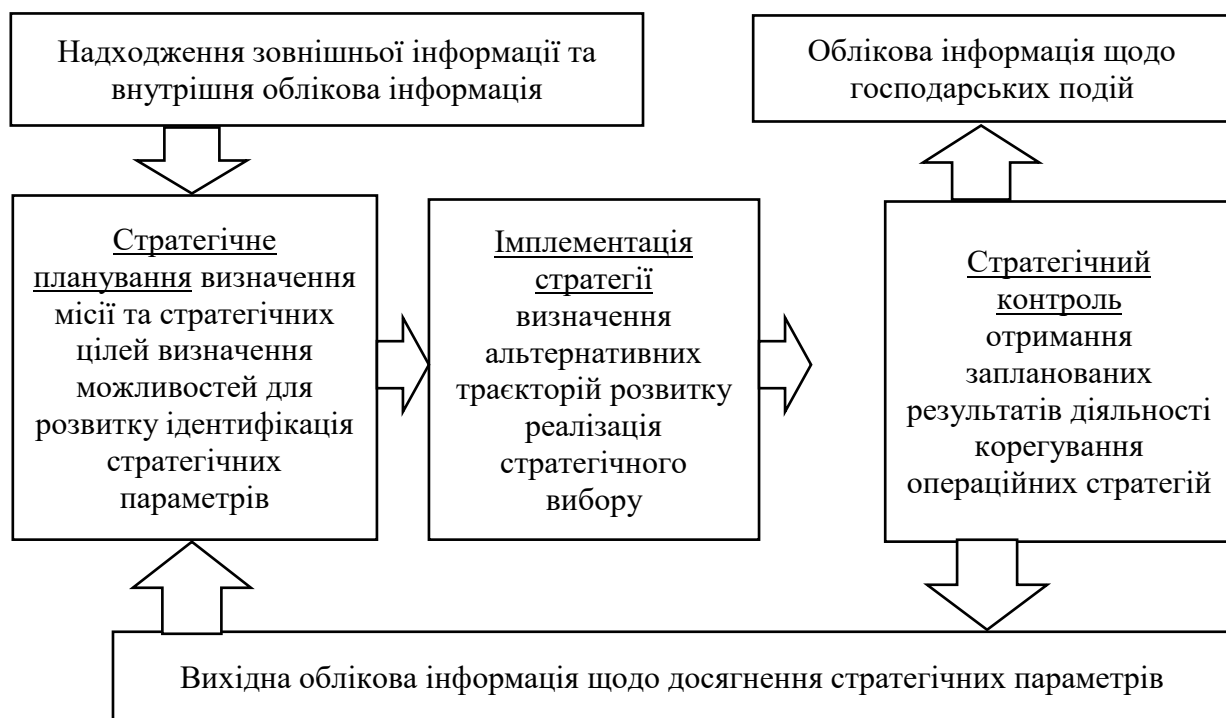 Надходження зовнішньої інформації та
внутрішня облікова інформація
Облікова інформація щодо
господарських подій
Стратегічне
планування визначення
місії та стратегічних
цілей визначення
можливостей для
розвитку ідентифікація
стратегічних
параметрів
Імплементація
стратегії
визначення
альтернативних
траєкторій розвитку
реалізація
стратегічного
вибору
Стратегічний
контроль
отримання
запланованих
результатів діяльності
корегування
операційних стратегій
Вихідна облікова інформація щодо досягнення стратегічних параметрів